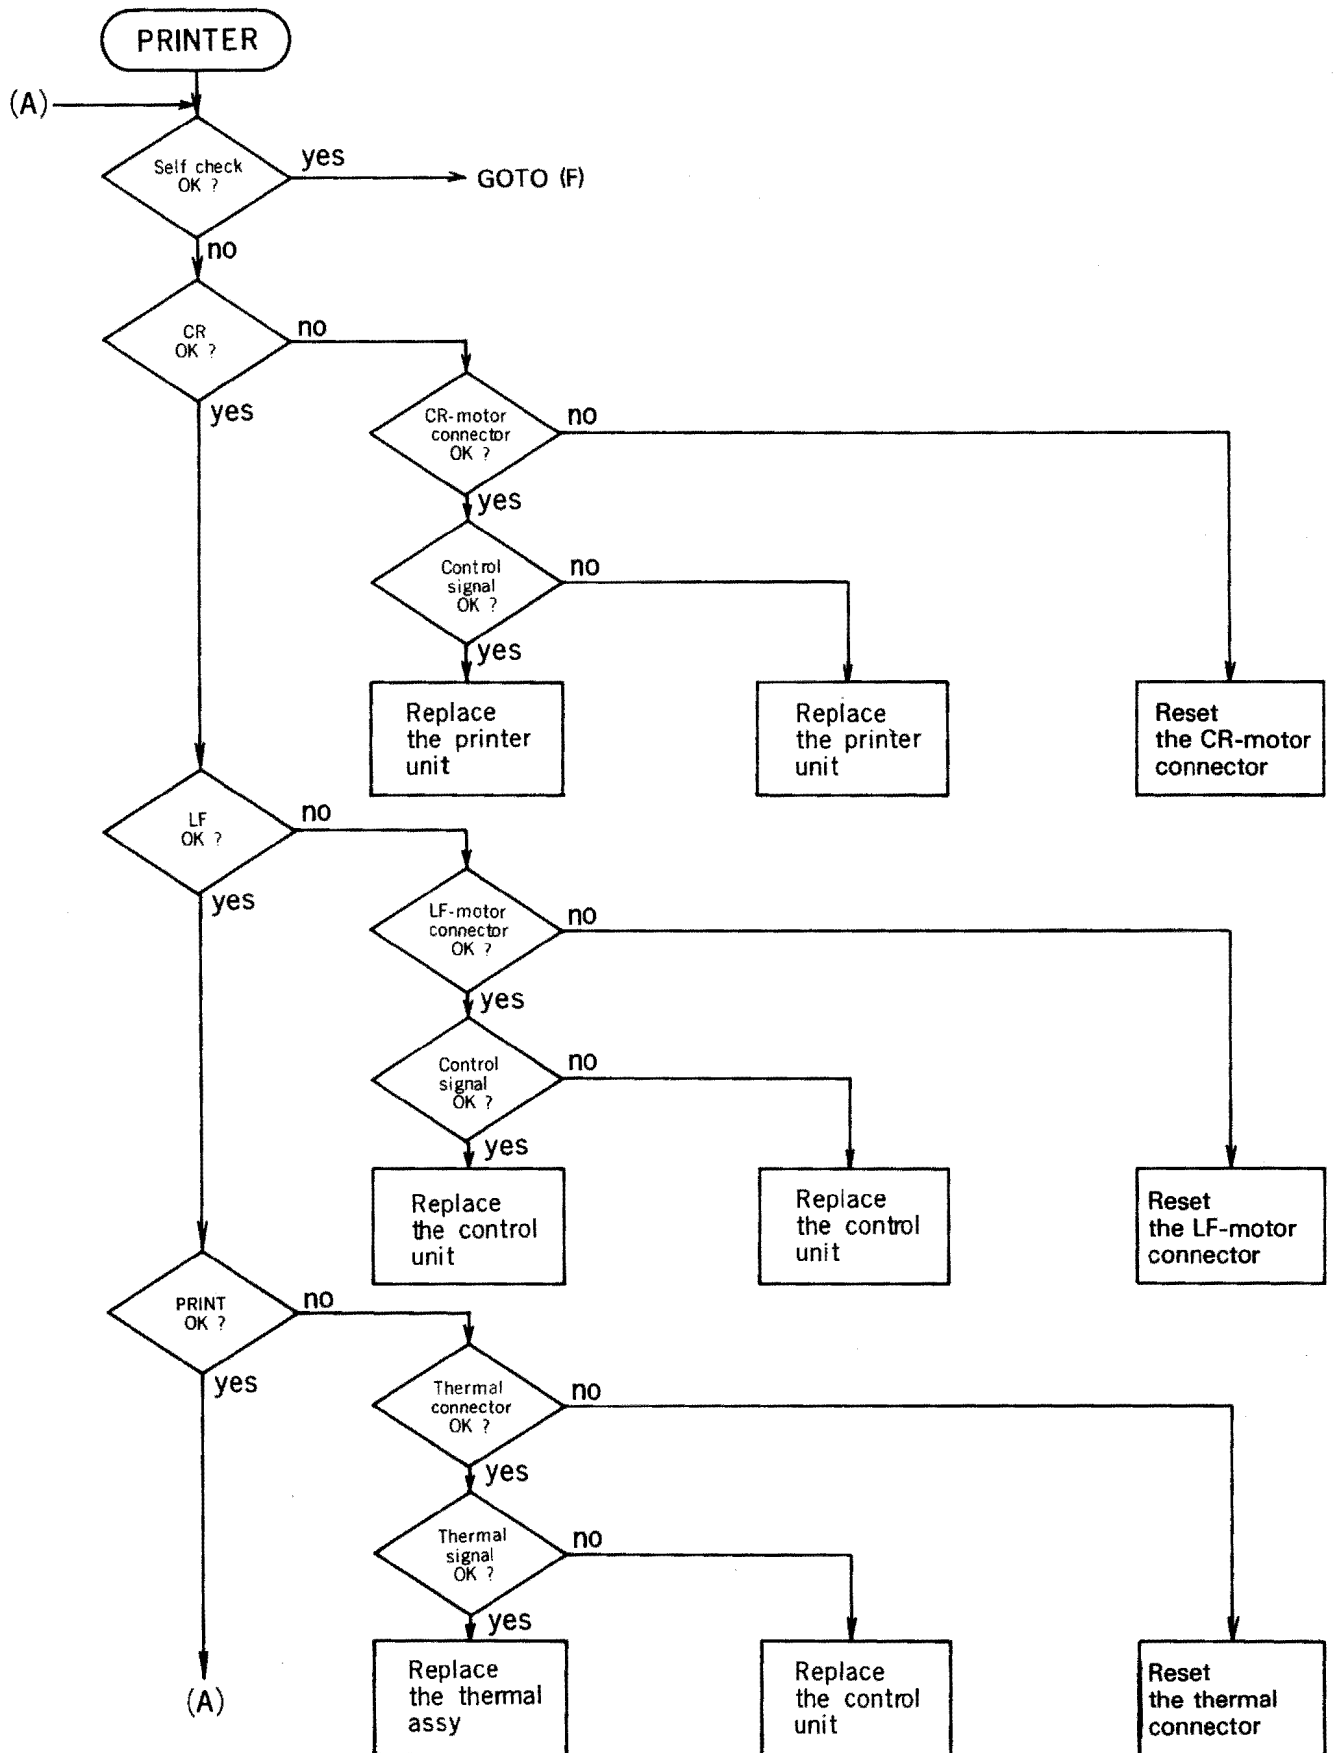 PRINTER
(A)
Self check
OK ?
yes
GOTO (F)
no
CR
OK ?
no
yes
CR-motor
connector
OK ?
no
yes
Control
signal
OK ?
no
yes
Replace
the printer
unit
Replace
the printer
unit
Reset
the CR-motor
connector
LF
OK ?
no
yes
LF-motor
connector
OK ?
no
yes
Control
signal
OK ?
no
yes
Replace
the control
unit
Replace
the control
unit
Reset
the LF-motor
connector
PRINT
OK ?
no
yes
Thermal
connector
OK ?
no
yes
Thermal
signal
OK ?
no
yes
Replace
the thermal
assy
Replace
the control
unit
Reset
the thermal
connector
(A)